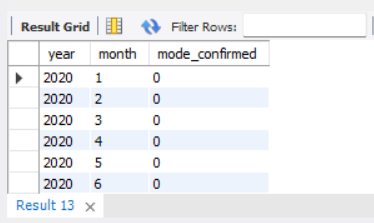 Result Grid Filter Rows:
year month mode_confirmed
2020 1 0
2020 2 0
2020 3 0
2020 4 0
2020 5 0
2020 6 0
Result 13 ×